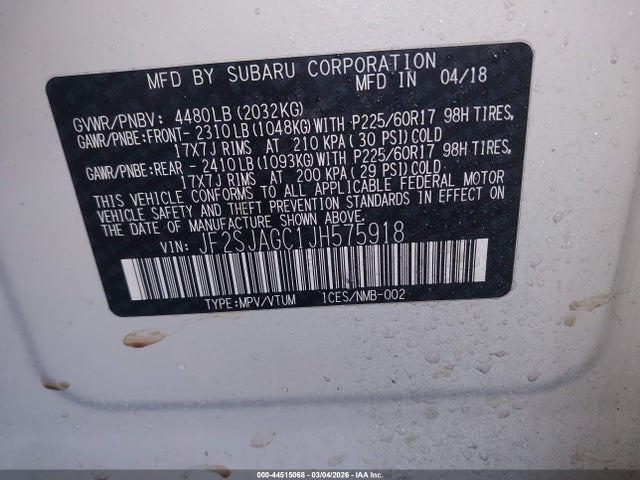 MFD BY SUBARU CORPORATION
MFD IN 04/18
GVWR/PNBV: 4480LB(2032KG)
GAWR/PNBE:FRONT- 2310LB(1048KG)WITH P225/60R17 98H TIRES,
17X7J RIMS AT 210 KPA(30 PSI)COLD
GAWR/PNBE:REAR - 2410LB(1093KG)WITH P225/60R17 98H TIRES,
17X7J RIMS AT 200 KPA(29 PSI)COLD
THIS VEHICLE CONFORMS TO ALL APPLICABLE FEDERAL MOTOR
VEHICLE SAFETY AND THEFT PREVENTION STANDARDS IN EFFECT ON
THE DATE OF MANUFACTURE SHOWN ABOVE.
VIN: JF2SJAGC1JH575918
TYPE:MPV/VTUM ICES/NMB-002
000-44515068 - 03/04/2026 - IAA Inc.